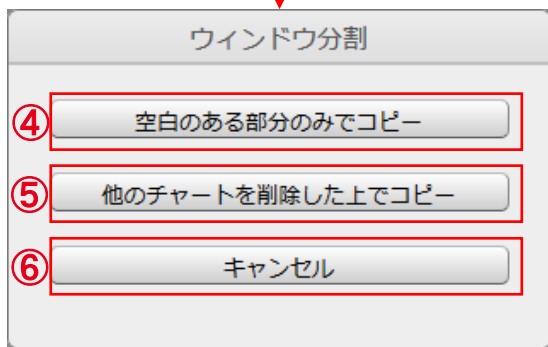 ウィンドウ分割
④ 空白のある部分のみでコピー
⑤ 他のチャートを削除した上でコピー
⑥ キャンセル